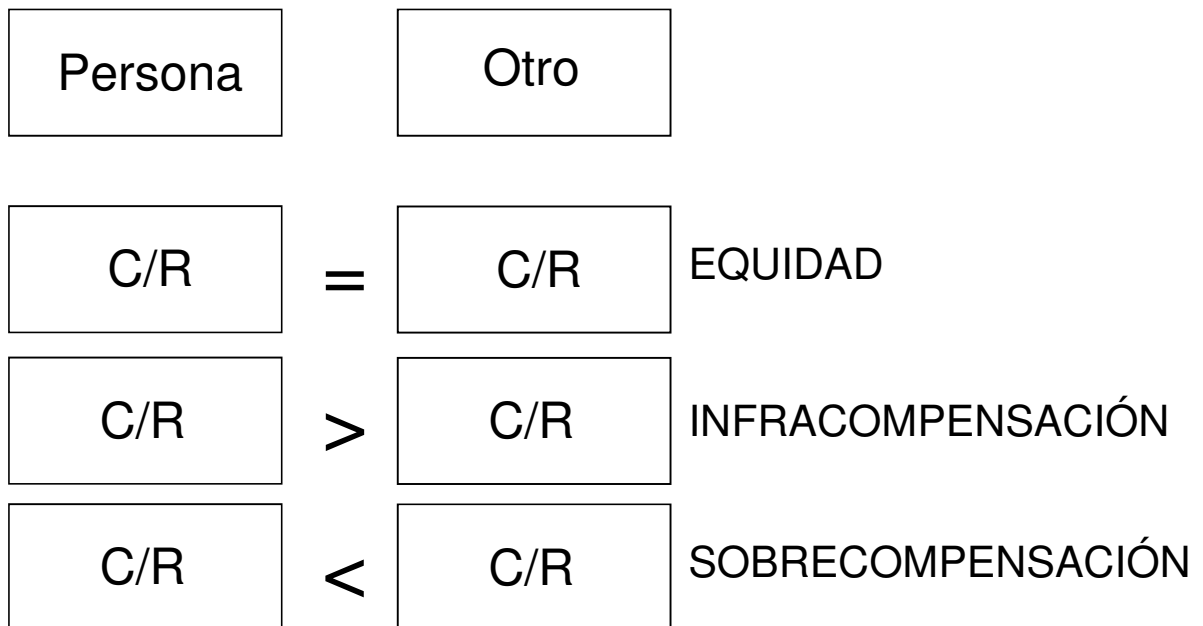 Persona Otro
C/R = C/R EQUIDAD
C/R > C/R INFRACOMPENSACIÓN
C/R < C/R SOBRECOMPENSACIÓN